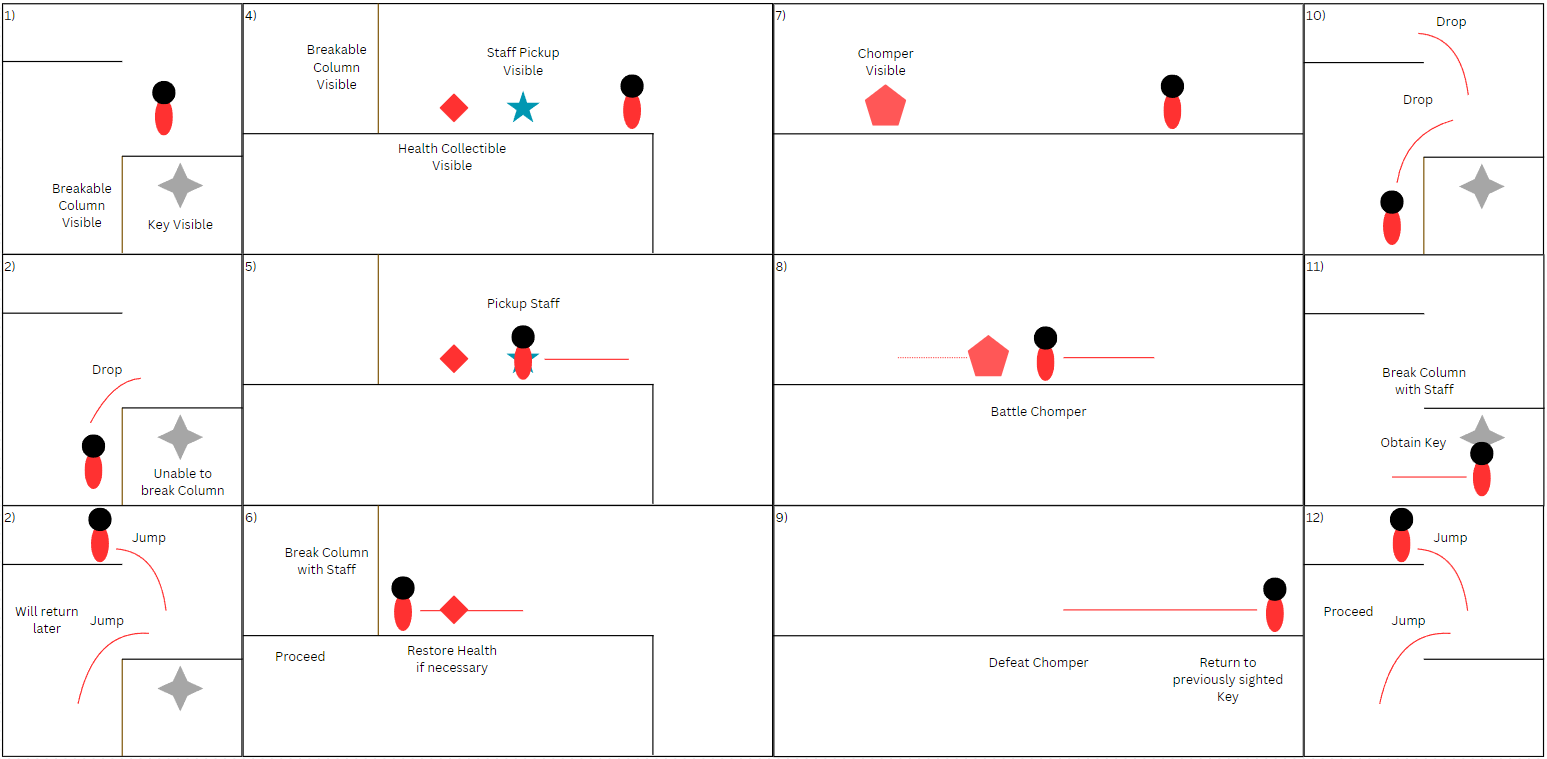 1)
Breakable
Column
Visible
Key Visible
2)
Drop
Unable to
break Column
2)
Jump
Will return
later
Jump
4)
Breakable
Column
Visible
Staff Pickup
Visible
Health Collectible
Visible
5)
Pickup Staff
6)
Break Column
with Staff
Proceed
Restore Health
if necessary
7)
Chomper
Visible
8)
Battle Chomper
9)
Defeat Chomper
Return to
previously sighted
Key
10)
Drop
Drop
11)
Break Column
with Staff
Obtain Key
12)
Jump
Proceed
Jump